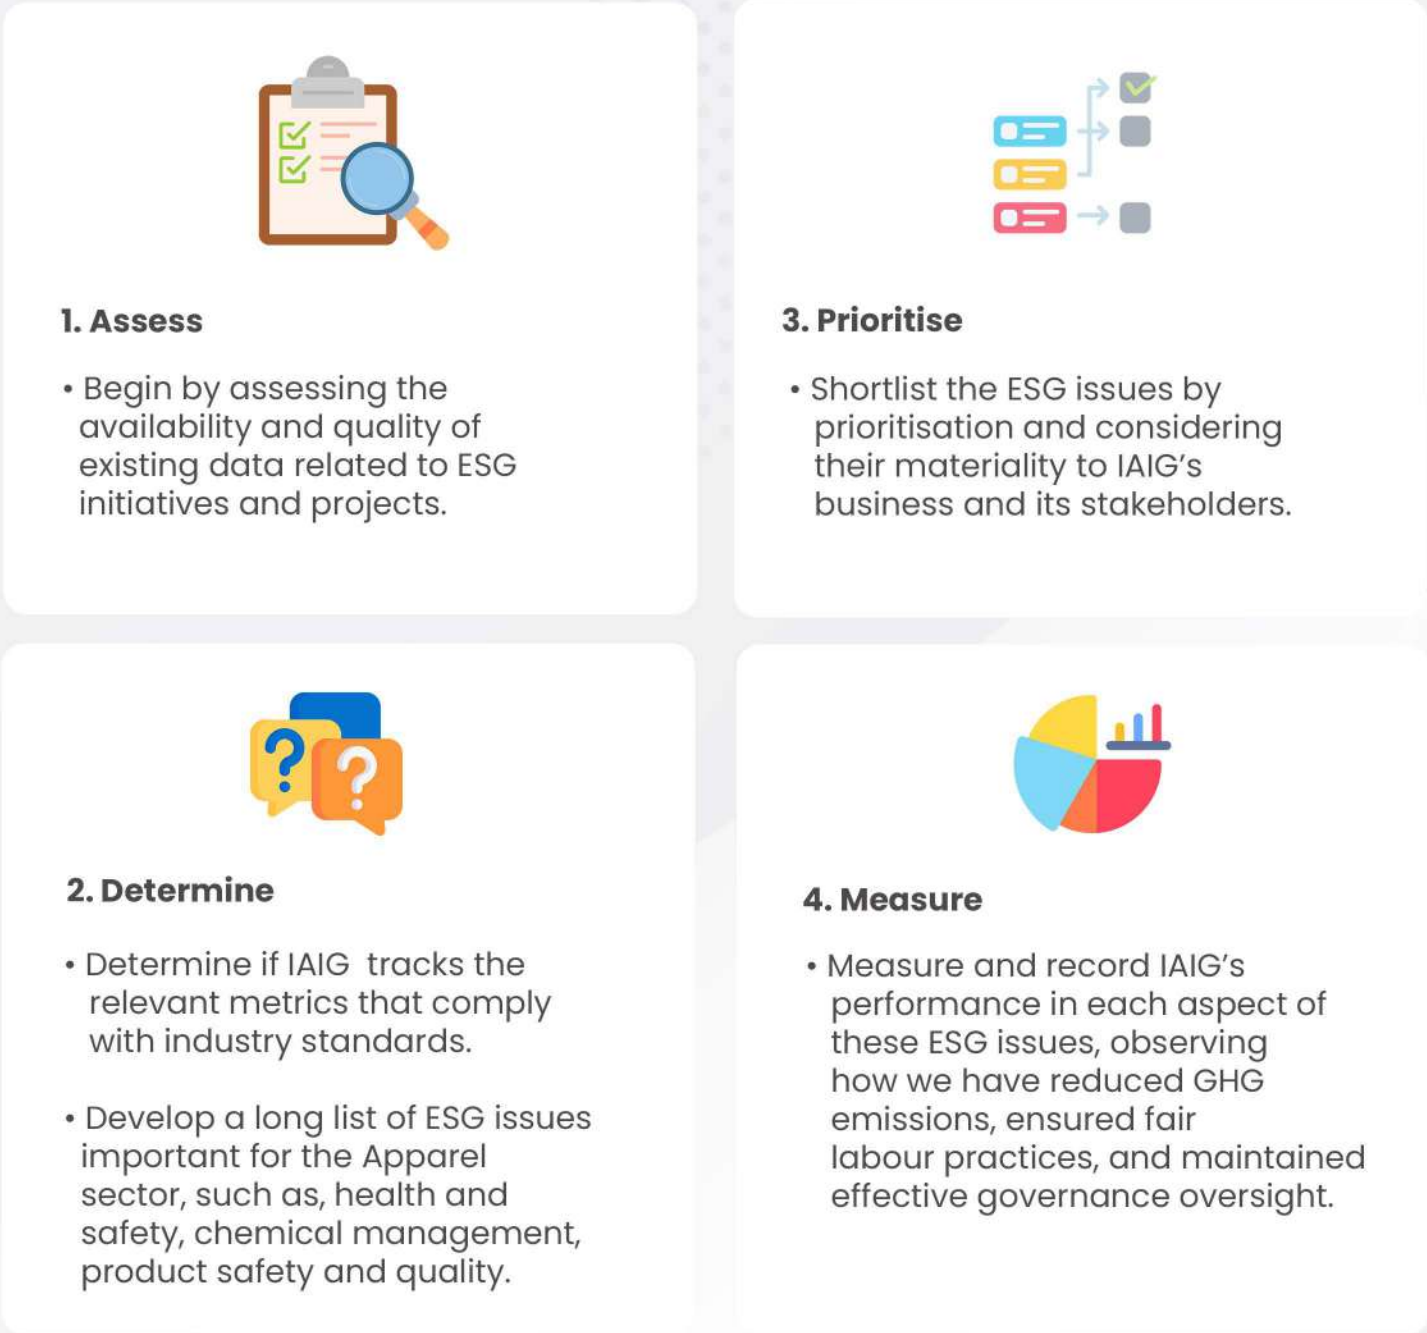 1. Assess
• Begin by assessing the
availability and quality of
existing data related to ESG
initiatives and projects.
2. Determine
• Determine if IAIG  tracks the
relevant metrics that comply
with industry standards.
• Develop a long list of ESG issues
important for the Apparel
sector, such as, health and
safety, chemical management,
product safety and quality.
3. Prioritise
• Shortlist the ESG issues by
prioritisation and considering
their materiality to IAIG’s
business and its stakeholders.
4. Measure
• Measure and record IAIG’s
performance in each aspect of
these ESG issues, observing
how we have reduced GHG
emissions, ensured fair
labour practices, and maintained
effective governance oversight.